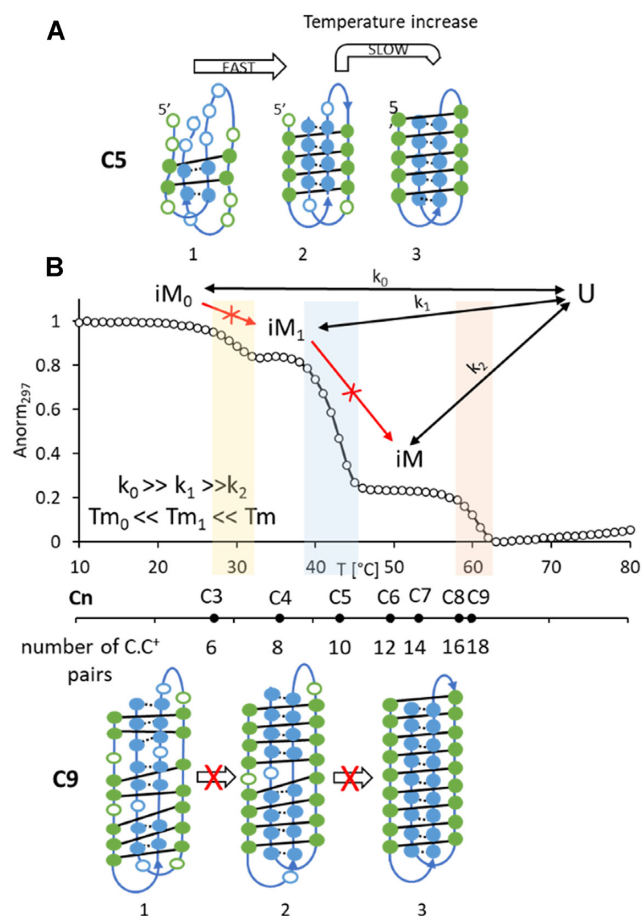 A
Temperature increase
FAST
SLOW
5'
5'
5'
C5
1
2
3
B
iM₀
k₀
U
iM₁
k₁
k₂
iM
Anorm₂₉₇
1
0.8
0.6
0.4
0.2
0
k₀ >> k₁ >>k₂
Tm₀ << Tm₁ << Tm
10
20
30
40
50
60
70
80
T [°C]
Cn
C3
C4
C5
C6
C7
C8
C9
number of C.C⁺
pairs
6
8
10
12
14
16
18
C9
1
2
3